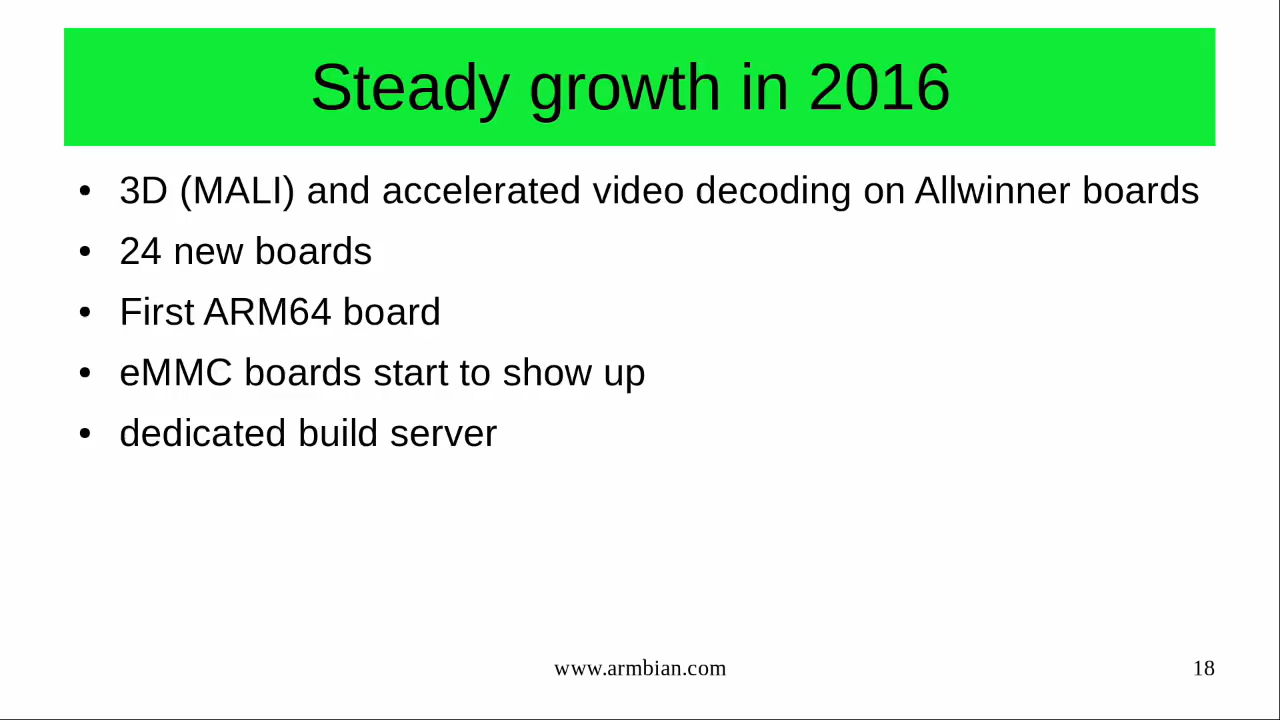 Steady growth in 2016
• 3D (MALI) and accelerated video decoding on Allwinner boards
• 24 new boards
• First ARM64 board
• eMMC boards start to show up
• dedicated build server
www.armbian.com
18